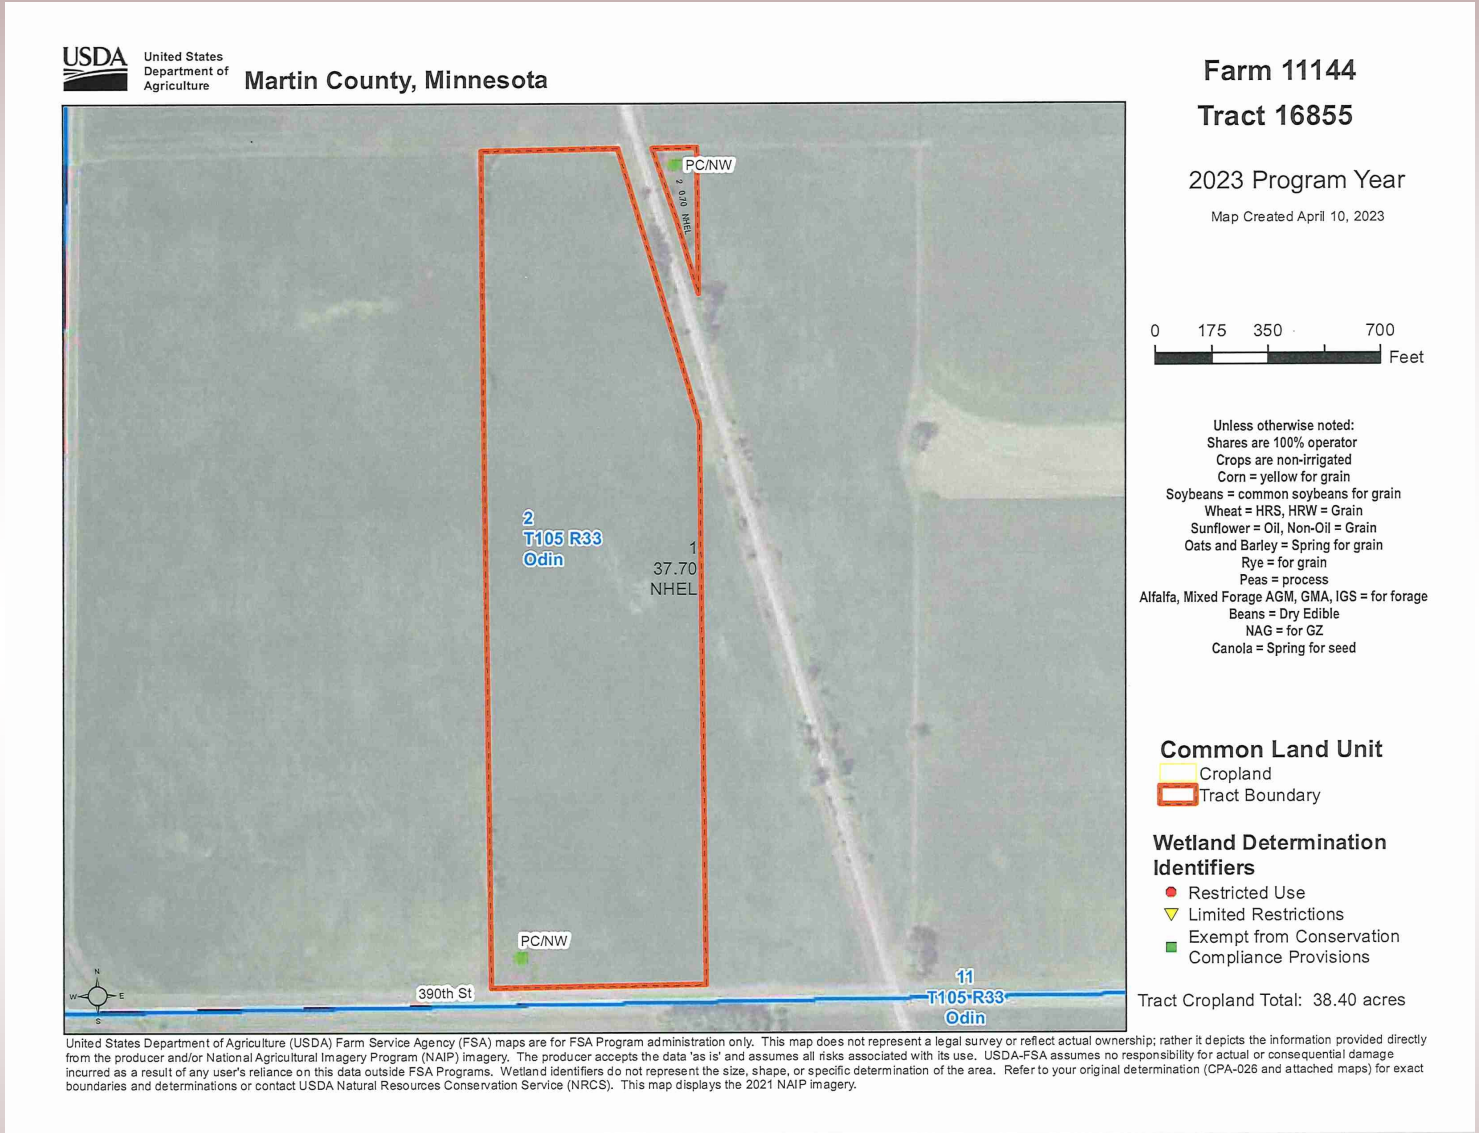 USDA
United States
Department of
Agriculture
Martin County, Minnesota
Farm 11144
Tract 16855
2023 Program Year
Map Created April 10, 2023
0 175 350 700
Feet
Unless otherwise noted:
Shares are 100% operator
Crops are non-irrigated
Corn = yellow for grain
Soybeans = common soybeans for grain
Wheat = HRS, HRW = Grain
Sunflower = Oil, Non-Oil = Grain
Oats and Barley = Spring for grain
Rye = for grain
Peas = process
Alfalfa, Mixed Forage AGM, GMA, IGS = for forage
Beans = Dry Edible
NAG = for GZ
Canola = Spring for seed
Common Land Unit
Cropland
Tract Boundary
Wetland Determination
Identifiers
Restricted Use
Limited Restrictions
Exempt from Conservation
Compliance Provisions
Tract Cropland Total: 38.40 acres
PC/NW
2 0.70 NHEL
2
T105 R33
Odin
1
37.70
NHEL
PC/NW
N
W E
S
390th St
11
T105 R33
Odin
United States Department of Agriculture (USDA) Farm Service Agency (FSA) maps are for FSA Program administration only. This map does not represent a legal survey or reflect actual ownership; rather it depicts the information provided directly
from the producer and/or National Agricultural Imagery Program (NAIP) imagery. The producer accepts the data 'as is' and assumes all risks associated with its use. USDA-FSA assumes no responsibility for actual or consequential damage
incurred as a result of any user's reliance on this data outside FSA Programs. Wetland identifiers do not represent the size, shape, or specific determination of the area. Refer to your original determination (CPA-026 and attached maps) for exact
boundaries and determinations or contact USDA Natural Resources Conservation Service (NRCS). This map displays the 2021 NAIP imagery.